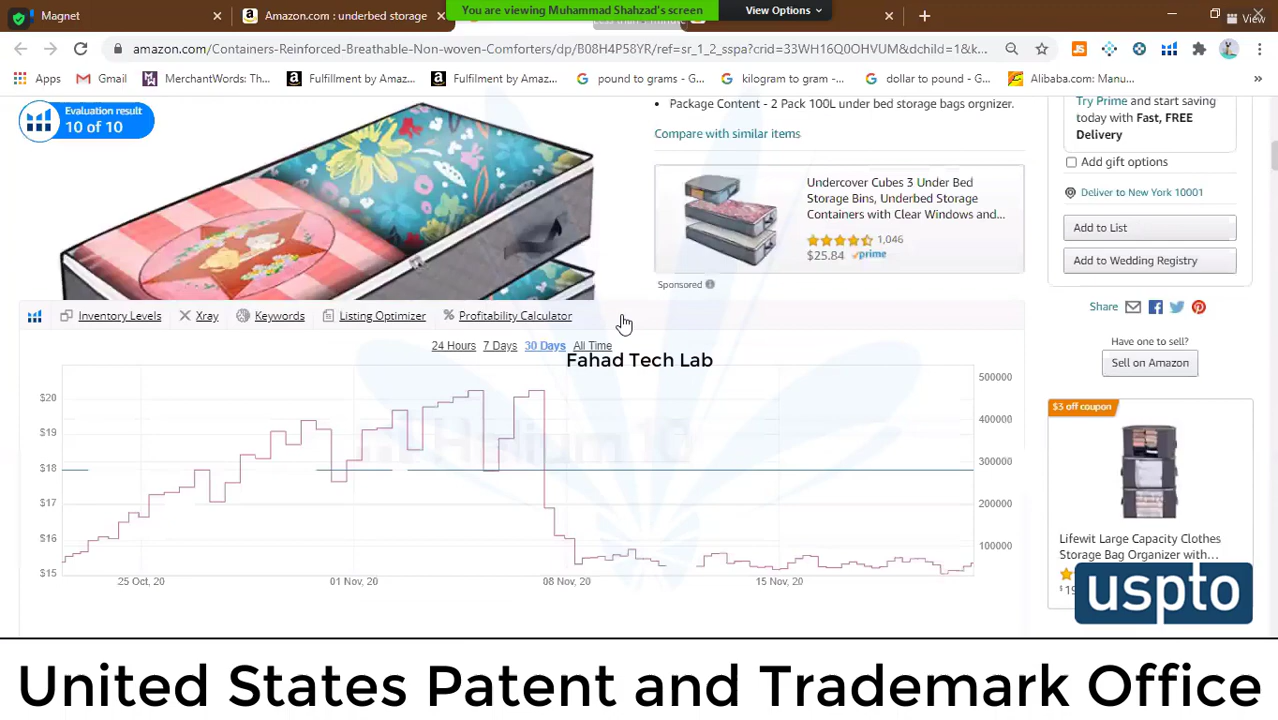 You are viewing Muhammad Shahzad's screen
View Options
Magnet
Amazon.com : underbed storage
View
amazon.com/Containers-Reinforced-Breathable-Non-woven-Comforters/dp/B08H4P58YR/ref=sr_1_2_sspa?crid=33WH16Q0OHVUM&dchild=1&k...
Apps
Gmail
MerchantWords: Th...
Fulfillment by Amaz...
Fulfilment by Amaz...
pound to grams - G...
kilogram to gram - ...
dollar to pound - G...
Alibaba.com: Manu...
»
Evaluation result
10 of 10
Package Content - 2 Pack 100L under bed storage bags orgnizer.
Compare with similar items
Undercover Cubes 3 Under Bed
Storage Bins, Underbed Storage
Containers with Clear Windows and...
1,046
$25.84 prime
Sponsored
Try Prime and start saving
today with Fast, FREE
Delivery
Add gift options
Deliver to New York 10001
Add to List
Add to Wedding Registry
Share
Have one to sell?
Sell on Amazon
Inventory Levels
Xray
Keywords
Listing Optimizer
Profitability Calculator
24 Hours 7 Days 30 Days All Time
Fahad Tech Lab
$20
$19
$18
$17
$16
$15
500000
400000
300000
200000
100000
25 Oct, 20
01 Nov, 20
08 Nov, 20
15 Nov, 20
$3 off coupon
Lifewit Large Capacity Clothes
Storage Bag Organizer with...
uspto
United States Patent and Trademark Office